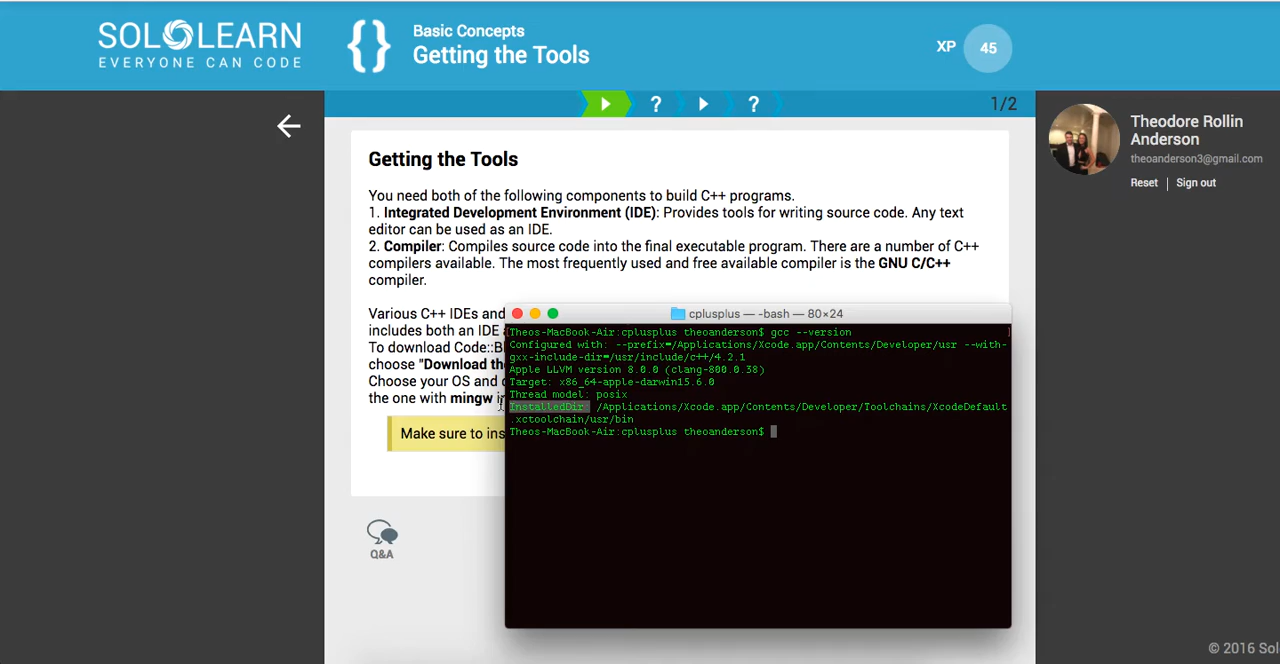 SOLOLEARN
EVERYONE CAN CODE
{ }
Basic Concepts
Getting the Tools
XP 45
? ?
1/2
Theodore Rollin
Anderson
theoanderson3@gmail.com
Reset | Sign out
Getting the Tools
You need both of the following components to build C++ programs.
1. Integrated Development Environment (IDE): Provides tools for writing source code. Any text
editor can be used as an IDE.
2. Compiler: Compiles source code into the final executable program. There are a number of C++
compilers available. The most frequently used and free available compiler is the GNU C/C++
compiler.
Various C++ IDEs and
includes both an IDE
To download Code::B
choose "Download th
Choose your OS and
the one with mingw
Make sure to ins
Q&A
cplusplus — -bash — 80×24
[Theos-MacBook-Air:cplusplus theoanderson$ gcc --version ]
Configured with: --prefix=/Applications/Xcode.app/Contents/Developer/usr --with-
gxx-include-dir=/usr/include/c++/4.2.1
Apple LLVM version 8.0.0 (clang-800.0.38)
Target: x86_64-apple-darwin15.6.0
Thread model: posix
InstalledDir: /Applications/Xcode.app/Contents/Developer/Toolchains/XcodeDefault
.xctoolchain/usr/bin
Theos-MacBook-Air:cplusplus theoanderson$
© 2016 Sol